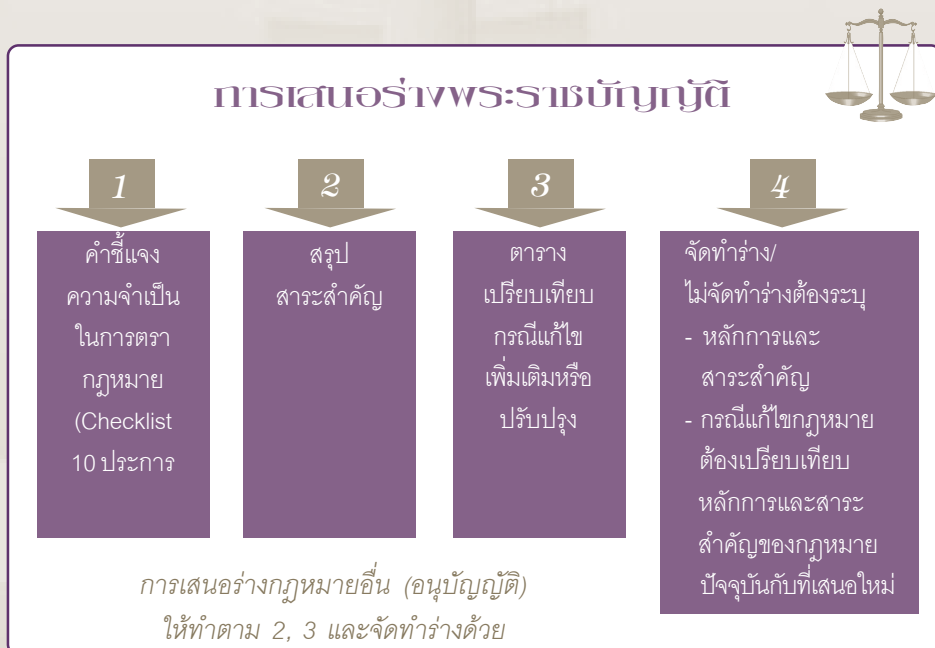 การเสนอร่างพระราชบัญญัติ
1
คำชี้แจง
ความจำเป็น
ในการตรา
กฎหมาย
(Checklist
10 ประการ
2
สรุป
สาระสำคัญ
3
ตาราง
เปรียบเทียบ
กรณีแก้ไข
เพิ่มเติมหรือ
ปรับปรุง
4
จัดทำร่าง/
ไม่จัดทำร่างต้องระบุ
- หลักการและ
สาระสำคัญ
- กรณีแก้ไขกฎหมาย
ต้องเปรียบเทียบ
หลักการและสาระ
สำคัญของกฎหมาย
ปัจจุบันกับที่เสนอใหม่
การเสนอร่างกฎหมายอื่น (อนุบัญญัติ)
ให้ทำตาม 2, 3 และจัดทำร่างด้วย